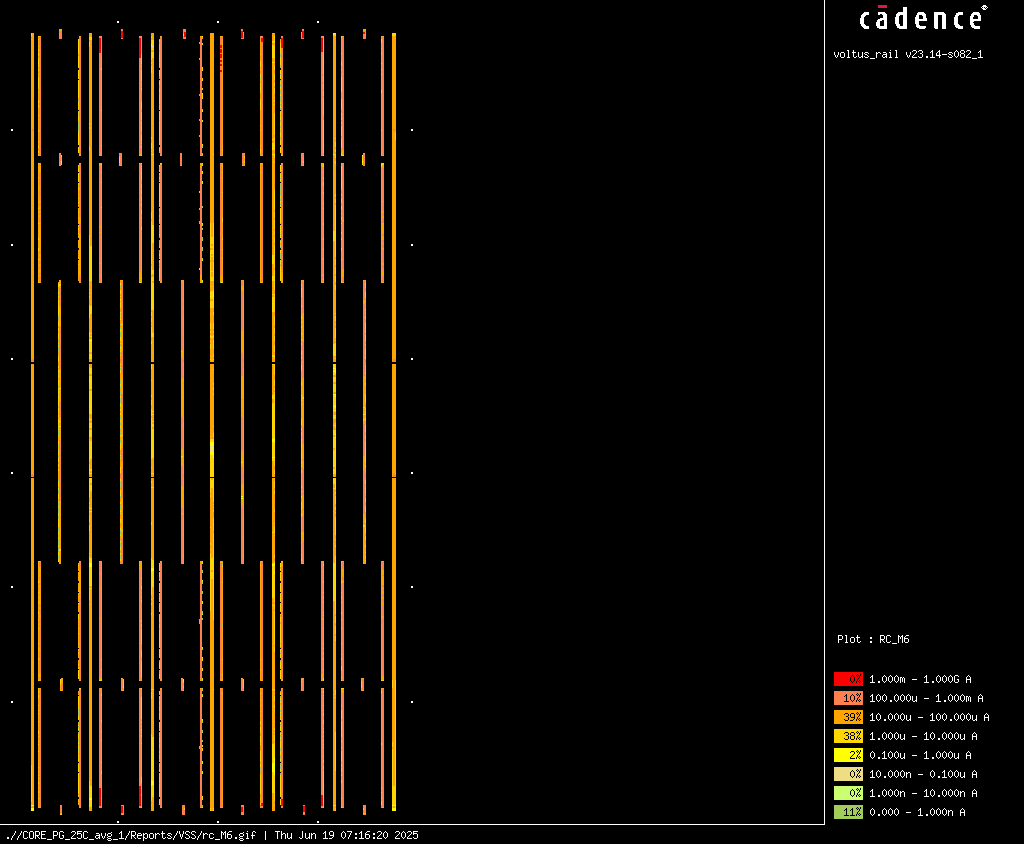 cādence®
voltus_rail v23.14-s082_1
Plot : RC_M6
0% 1.000m - 1.000G A
10% 100.000u - 1.000m A
39% 10.000u - 100.000u A
38% 1.000u - 10.000u A
2% 0.100u - 1.000u A
0% 10.000n - 0.100u A
0% 1.000n - 10.000n A
11% 0.000 - 1.000n A
.//CORE_PG_25C_avg_1/Reports/VSS/rc_M6.gif | Thu Jun 19 07:16:20 2025